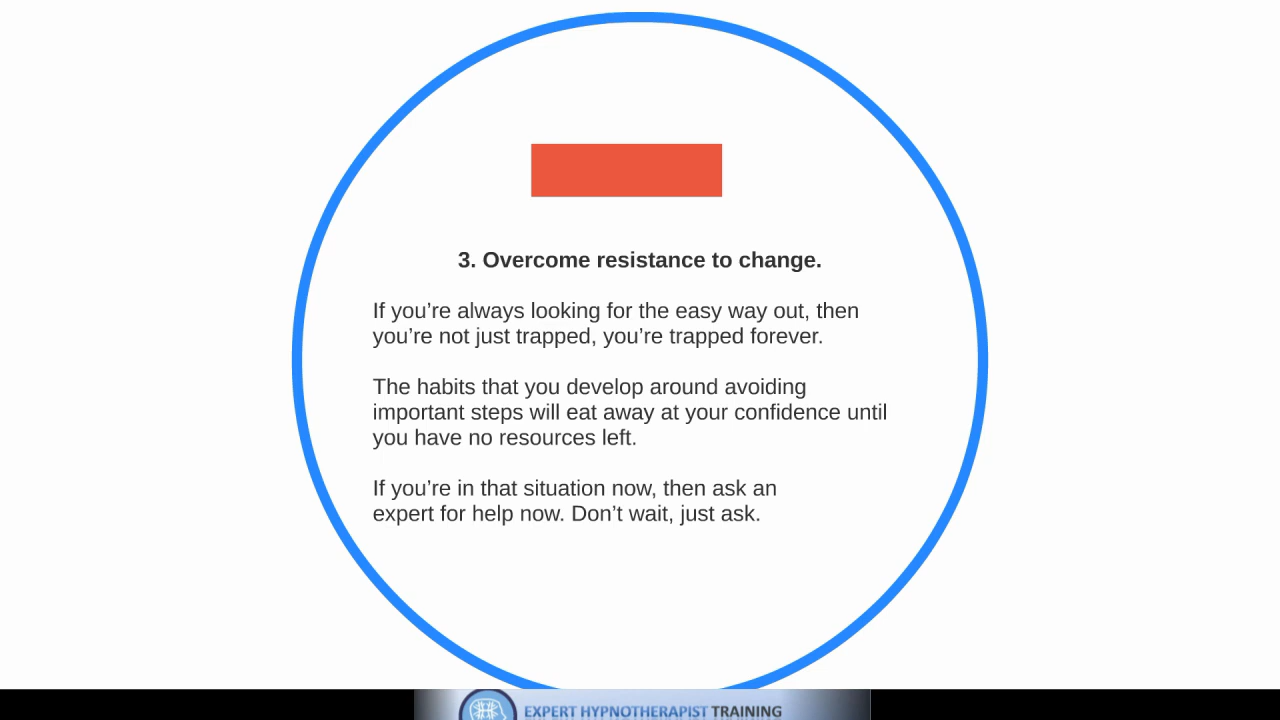 3. Overcome resistance to change.
If you’re always looking for the easy way out, then
you’re not just trapped, you’re trapped forever.
The habits that you develop around avoiding
important steps will eat away at your confidence until
you have no resources left.
If you’re in that situation now, then ask an
expert for help now. Don’t wait, just ask.
EXPERT HYPNOTHERAPIST TRAINING